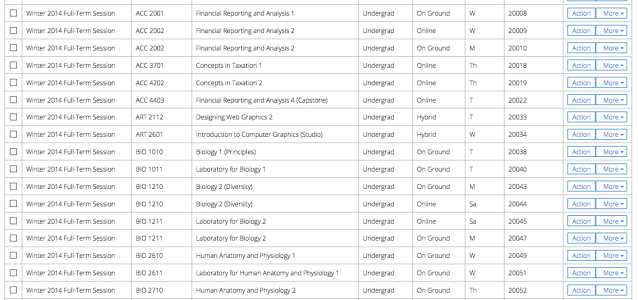 Winter 2014 Full-Term Session ACC 2001 Financial Reporting and Analysis 1 Undergrad On Ground W 20008 Action More
Winter 2014 Full-Term Session ACC 2002 Financial Reporting and Analysis 2 Undergrad Online W 20009 Action More
Winter 2014 Full-Term Session ACC 2002 Financial Reporting and Analysis 2 Undergrad On Ground M 20010 Action More
Winter 2014 Full-Term Session ACC 3701 Concepts in Taxation 1 Undergrad Online Th 20018 Action More
Winter 2014 Full-Term Session ACC 4202 Concepts in Taxation 2 Undergrad Online Th 20019 Action More
Winter 2014 Full-Term Session ACC 4403 Financial Reporting and Analysis 4 (Capstone) Undergrad Online T 20022 Action More
Winter 2014 Full-Term Session ART 2112 Designing Web Graphics 2 Undergrad Hybrid T 20033 Action More
Winter 2014 Full-Term Session ART 2601 Introduction to Computer Graphics (Studio) Undergrad Hybrid W 20034 Action More
Winter 2014 Full-Term Session BIO 1010 Biology 1 (Principles) Undergrad On Ground T 20038 Action More
Winter 2014 Full-Term Session BIO 1011 Laboratory for Biology 1 Undergrad On Ground T 20040 Action More
Winter 2014 Full-Term Session BIO 1210 Biology 2 (Diversity) Undergrad On Ground M 20043 Action More
Winter 2014 Full-Term Session BIO 1210 Biology 2 (Diversity) Undergrad Online Sa 20044 Action More
Winter 2014 Full-Term Session BIO 1211 Laboratory for Biology 2 Undergrad Online Sa 20045 Action More
Winter 2014 Full-Term Session BIO 1211 Laboratory for Biology 2 Undergrad On Ground M 20047 Action More
Winter 2014 Full-Term Session BIO 2610 Human Anatomy and Physiology 1 Undergrad On Ground W 20049 Action More
Winter 2014 Full-Term Session BIO 2611 Laboratory for Human Anatomy and Physiology 1 Undergrad On Ground W 20051 Action More
Winter 2014 Full-Term Session BIO 2710 Human Anatomy and Physiology 2 Undergrad On Ground Th 20052 Action More